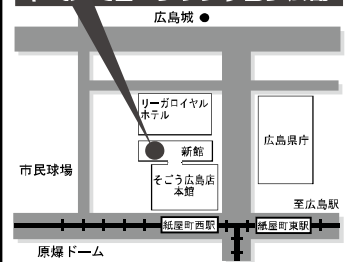 広島城
リーガロイヤル
ホテル
新館
広島県庁
市民球場
そごう広島店
本館
至広島駅
紙屋町西駅
紙屋町東駅
原爆ドーム